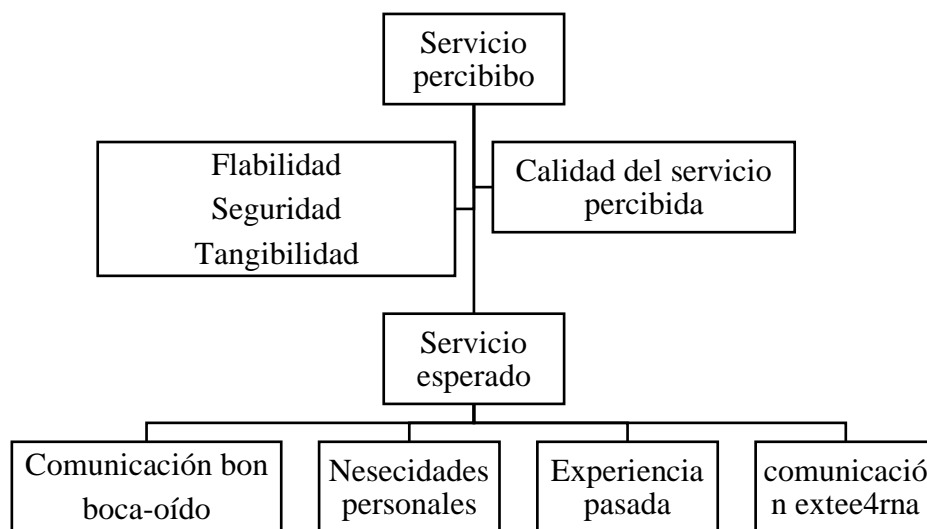 Servicio
percibibo
Flabilidad
Seguridad
Tangibilidad
Calidad del servicio
percibida
Servicio
esperado
Comunicación bon
boca-oído
Nesecidades
personales
Experiencia
pasada
comunicació
n extee4rna